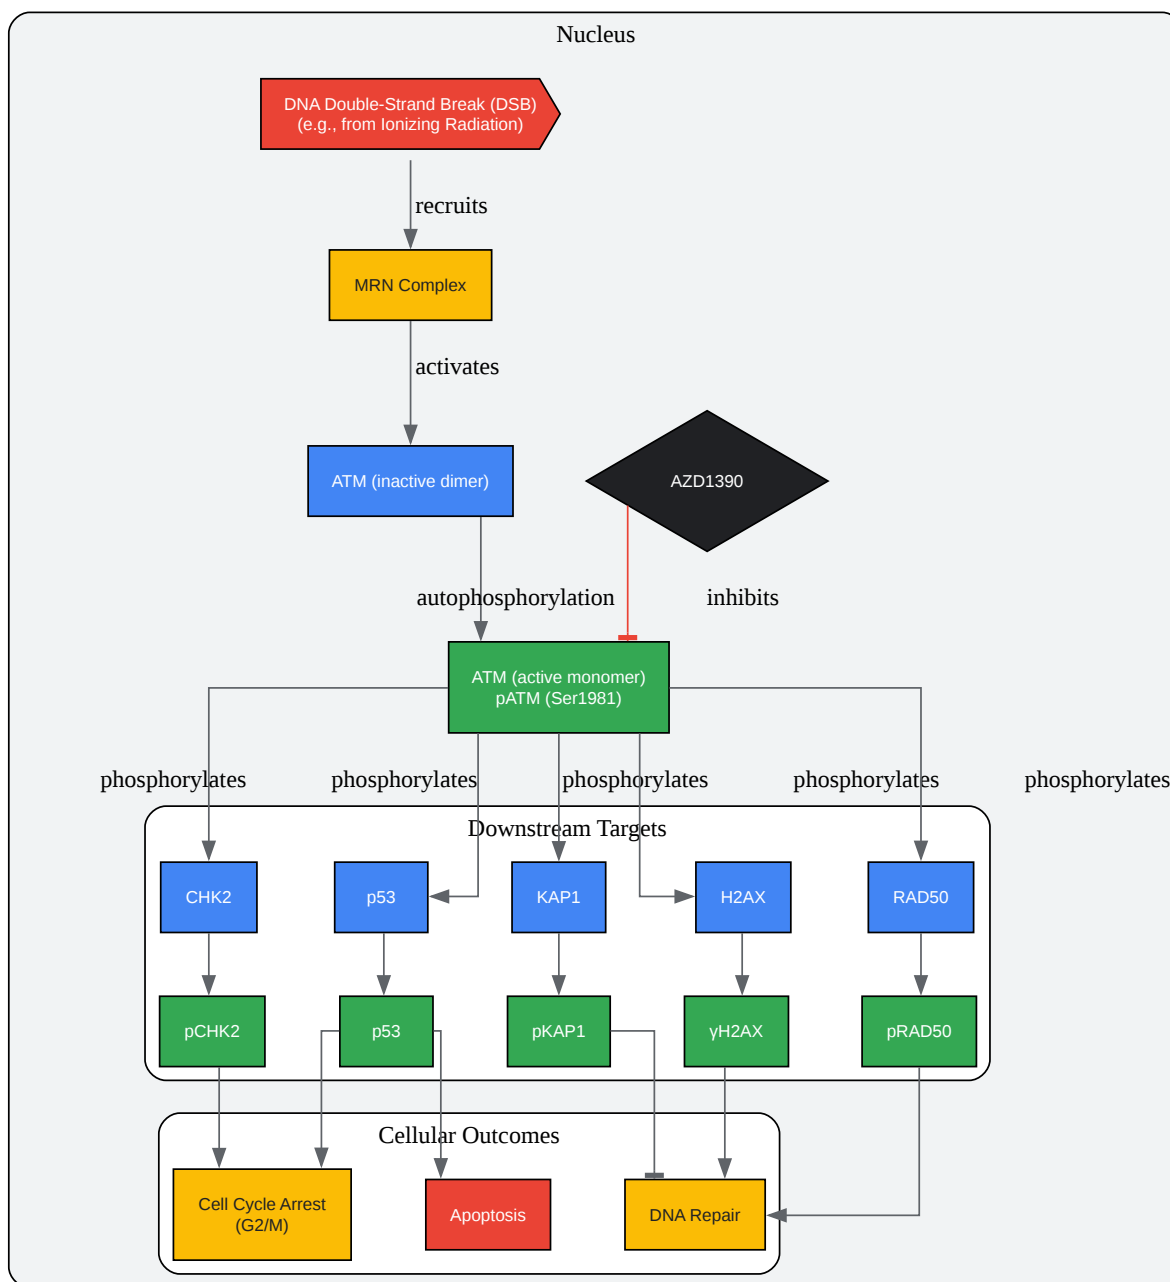 Nucleus
DNA Double-Strand Break (DSB)
(e.g., from Ionizing Radiation)
recruits
MRN Complex
activates
ATM (inactive dimer)
AZD1390
autophosphorylation
inhibits
ATM (active monomer)
pATM (Ser1981)
phosphorylates
phosphorylates
phosphorylates
phosphorylates
phosphorylates
Downstream Targets
CHK2
p53
KAP1
H2AX
RAD50
pCHK2
p53
pKAP1
γH2AX
pRAD50
Cellular Outcomes
Cell Cycle Arrest
(G2/M)
Apoptosis
DNA Repair